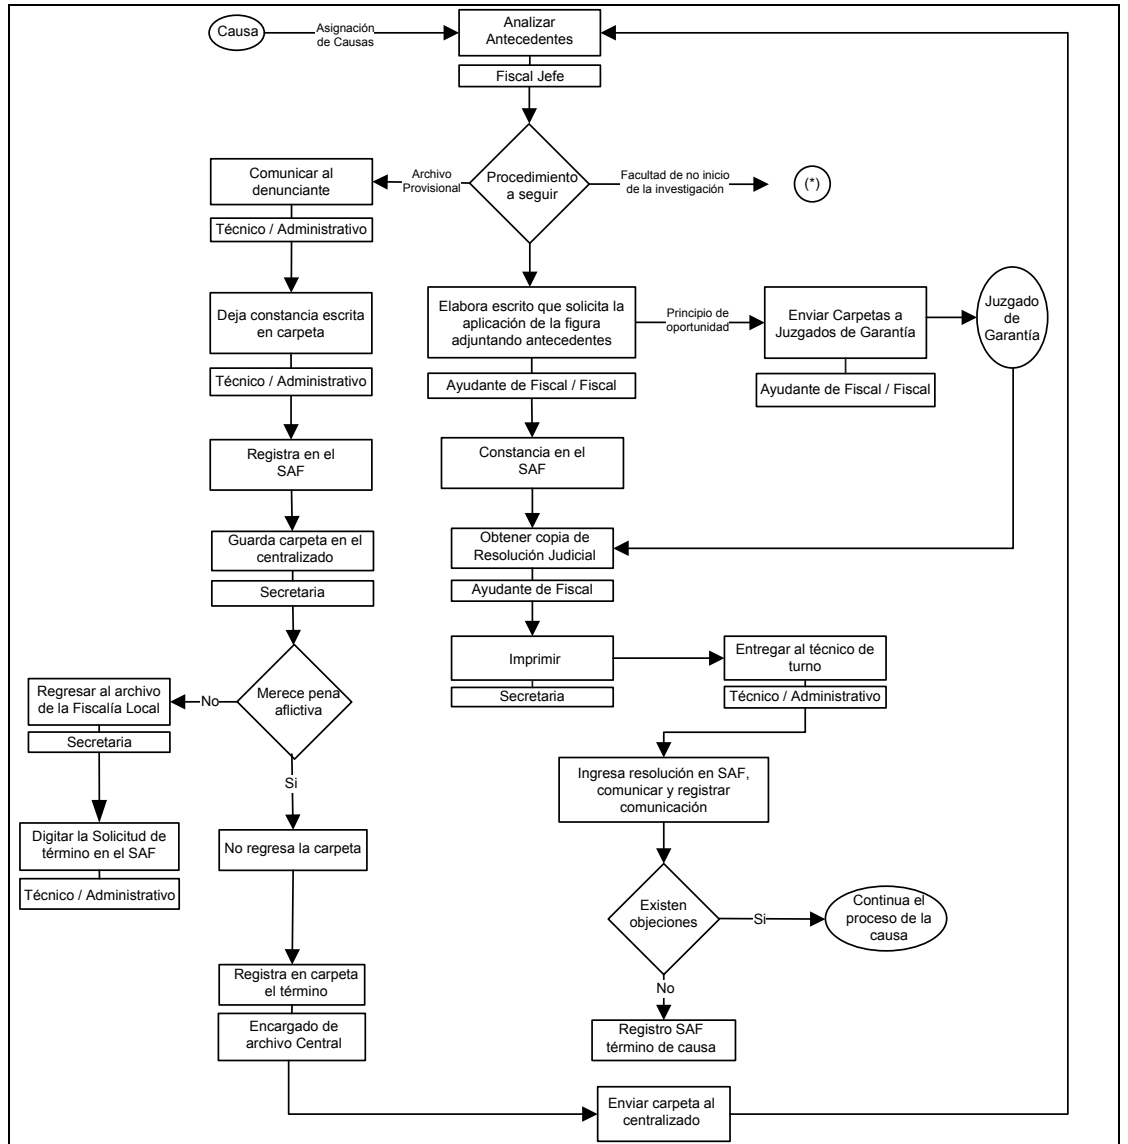 Causa
Asignación
de Causas
Analizar
Antecedentes
Fiscal Jefe
Procedimiento
a seguir
Archivo
Provisional
Facultad de no inicio
de la investigación
(*)
Comunicar al
denunciante
Técnico / Administrativo
Deja constancia escrita
en carpeta
Técnico / Administrativo
Registra en el
SAF
Guarda carpeta en el
centralizado
Secretaria
Merece pena
aflictiva
No
Regresar al archivo
de la Fiscalía Local
Secretaria
Digitar la Solicitud de
término en el SAF
Técnico / Administrativo
Si
No regresa la carpeta
Registra en carpeta
el término
Encargado de
archivo Central
Elabora escrito que solicita la
aplicación de la figura
adjuntando antecedentes
Ayudante de Fiscal / Fiscal
Principio de
oportunidad
Enviar Carpetas a
Juzgados de Garantía
Ayudante de Fiscal / Fiscal
Juzgado
de
Garantía
Constancia en el
SAF
Obtener copia de
Resolución Judicial
Ayudante de Fiscal
Imprimir
Secretaria
Entregar al técnico de
turno
Técnico / Administrativo
Ingresa resolución en SAF,
comunicar y registrar
comunicación
Existen
objeciones
Si
Continua el
proceso de la
causa
No
Registro SAF
término de causa
Enviar carpeta al
centralizado